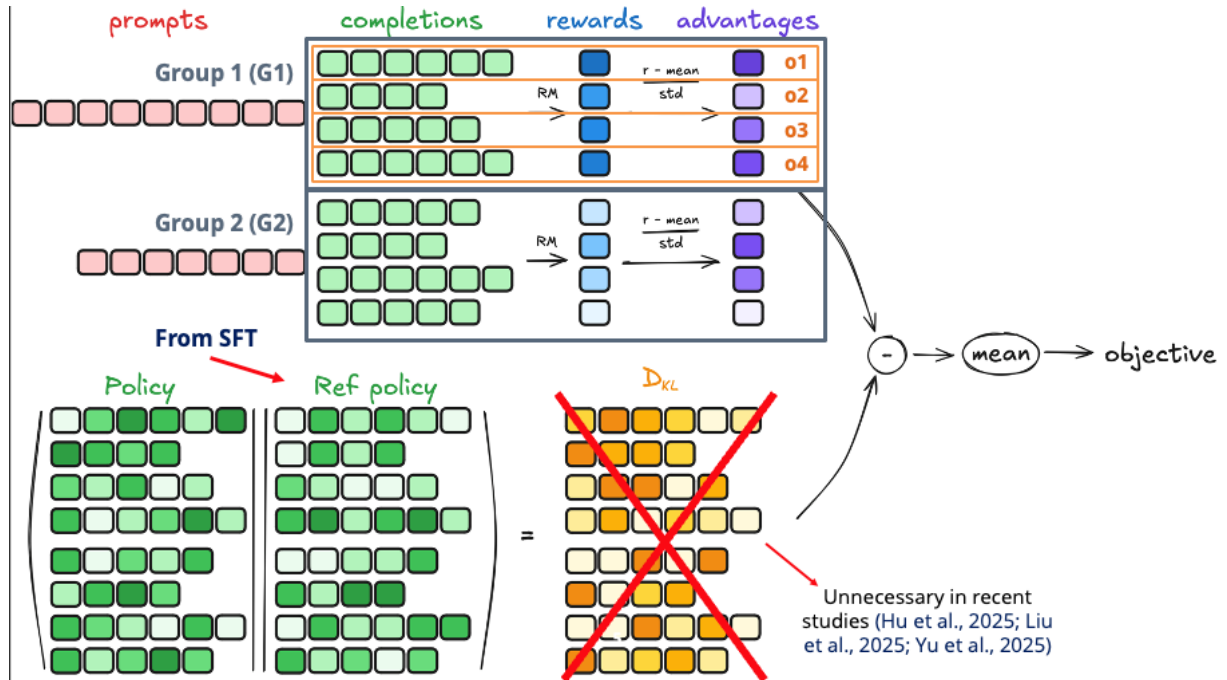 prompts
completions
rewards
advantages
Group 1 (G1)
RM
r - mean
std
o1
o2
o3
o4
Group 2 (G2)
RM
r - mean
std
From SFT
Policy
Ref policy
DKL
=
-
mean
objective
Unnecessary in recent
studies (Hu et al., 2025; Liu
et al., 2025; Yu et al., 2025)